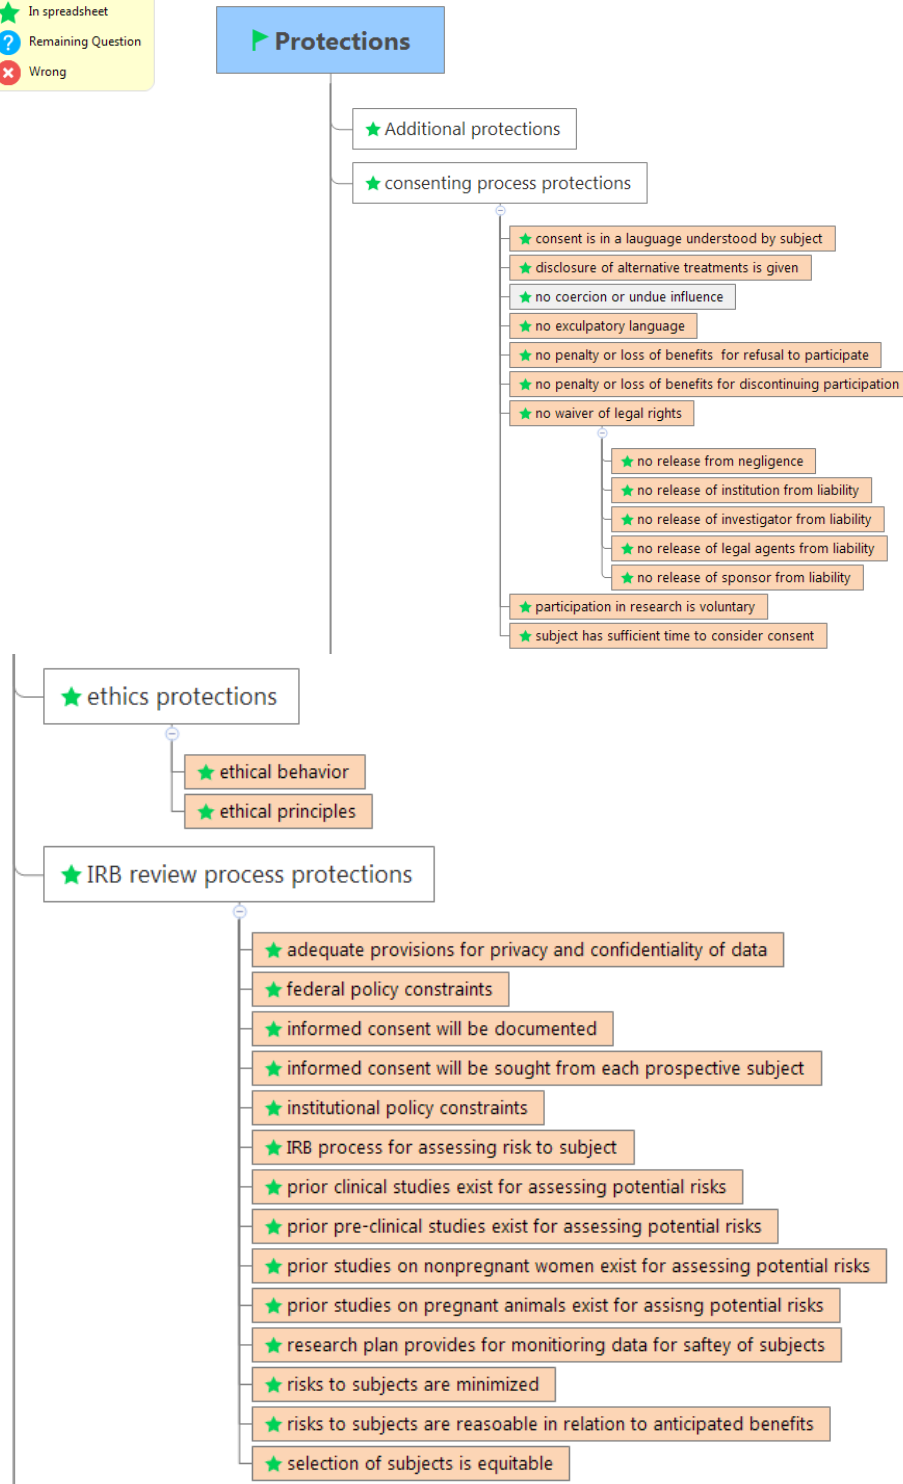 In spreadsheet
Remaining Question
Wrong
Protections
Additional protections
consenting process protections
consent is in a lauguage understood by subject
disclosure of alternative treatments is given
no coercion or undue influence
no exculpatory language
no penalty or loss of benefits  for refusal to participate
no penalty or loss of benefits for discontinuing participation
no waiver of legal rights
no release from negligence
no release of institution from liability
no release of investigator from liability
no release of legal agents from liability
no release of sponsor from liability
participation in research is voluntary
subject has sufficient time to consider consent
ethics protections
ethical behavior
ethical principles
IRB review process protections
adequate provisions for privacy and confidentiality of data
federal policy constraints
informed consent will be documented
informed consent will be sought from each prospective subject
institutional policy constraints
IRB process for assessing risk to subject
prior clinical studies exist for assessing potential risks
prior pre-clinical studies exist for assessing potential risks
prior studies on nonpregnant women exist for assessing potential risks
prior studies on pregnant animals exist for assisng potential risks
research plan provides for monitioring data for saftey of subjects
risks to subjects are minimized
risks to subjects are reasoable in relation to anticipated benefits
selection of subjects is equitable